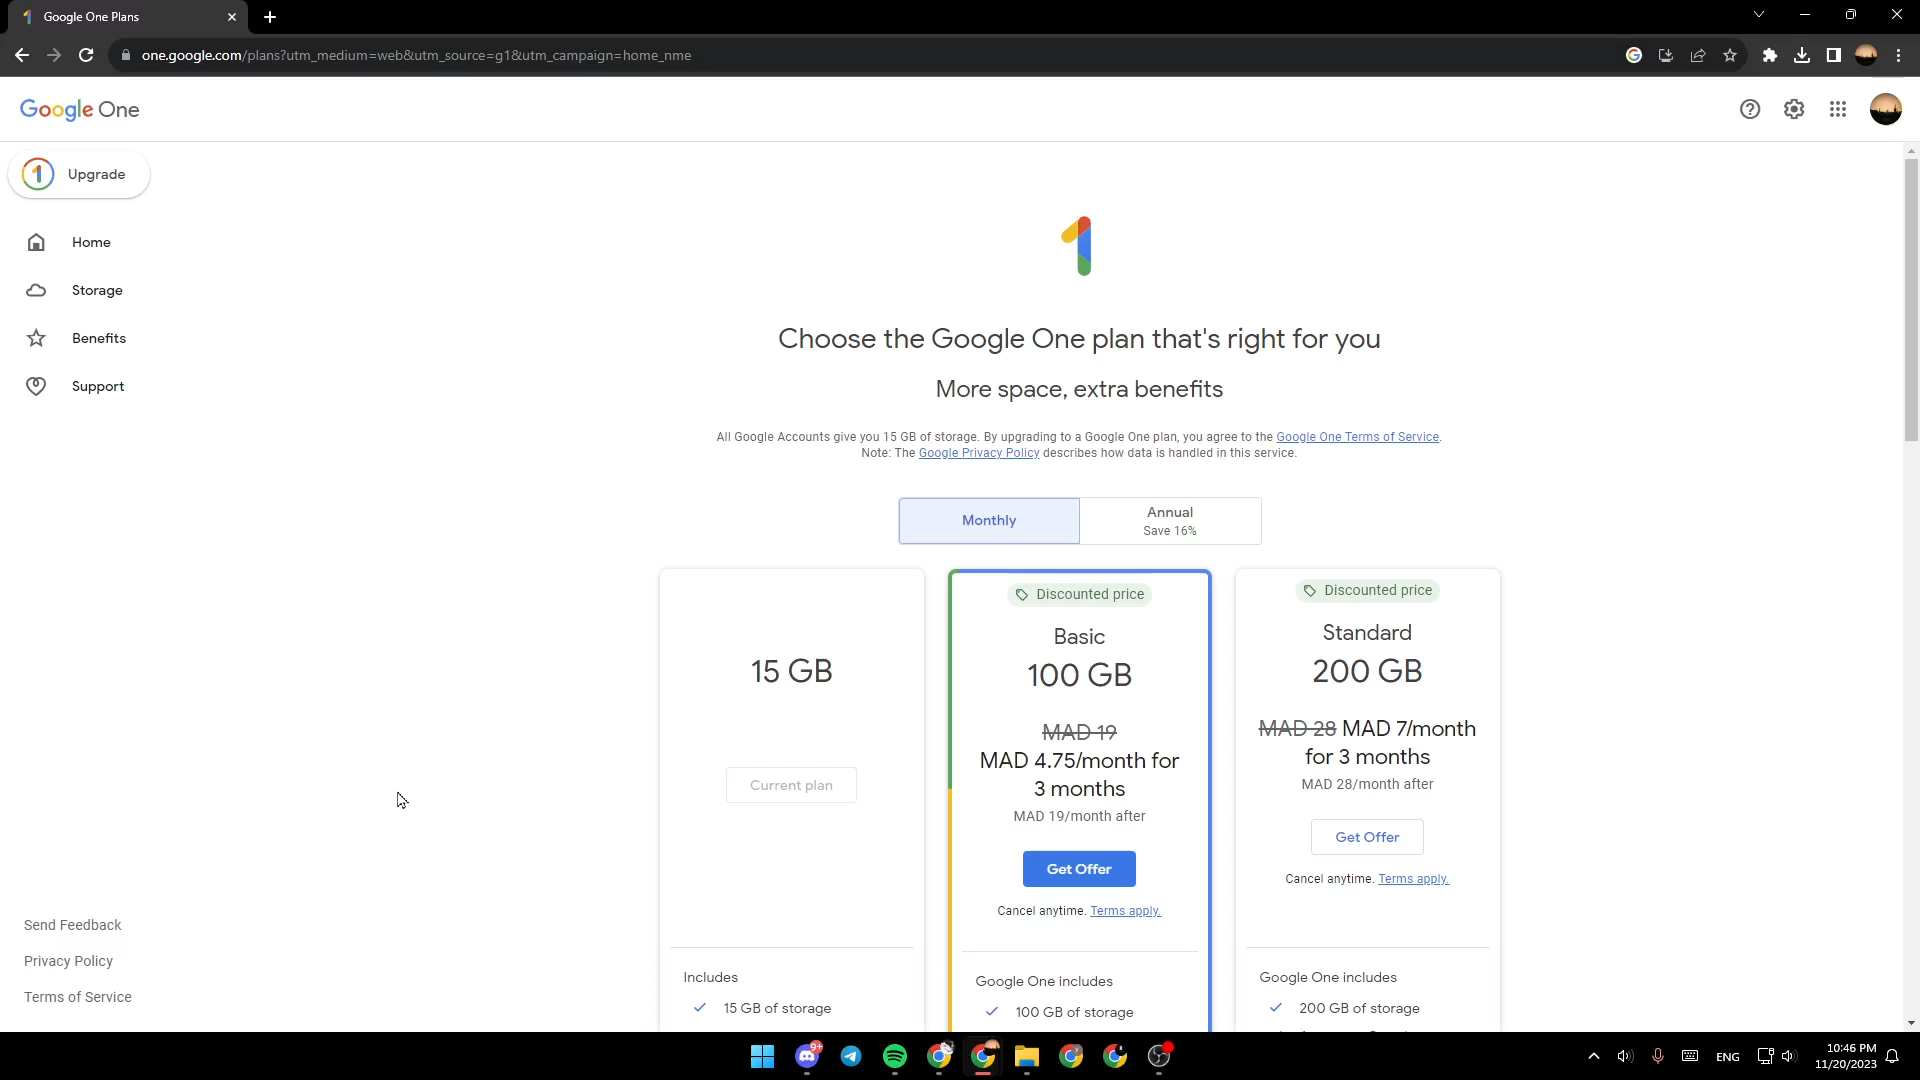 Google One Plans
one.google.com/plans?utm_medium=web&utm_source=g1&utm_campaign=home_nme
Google One
Upgrade
Home
Storage
Benefits
Support
Send Feedback
Privacy Policy
Terms of Service
Choose the Google One plan that's right for you
More space, extra benefits
All Google Accounts give you 15 GB of storage. By upgrading to a Google One plan, you agree to the Google One Terms of Service.
Note: The Google Privacy Policy describes how data is handled in this service.
Monthly
Annual
Save 16%
15 GB
Current plan
Includes
15 GB of storage
Discounted price
Basic
100 GB
MAD 19
MAD 4.75/month for
3 months
MAD 19/month after
Get Offer
Cancel anytime. Terms apply.
Google One includes
100 GB of storage
Discounted price
Standard
200 GB
MAD 28 MAD 7/month
for 3 months
MAD 28/month after
Get Offer
Cancel anytime. Terms apply.
Google One includes
200 GB of storage
9+
ENG
10:46 PM
11/20/2023